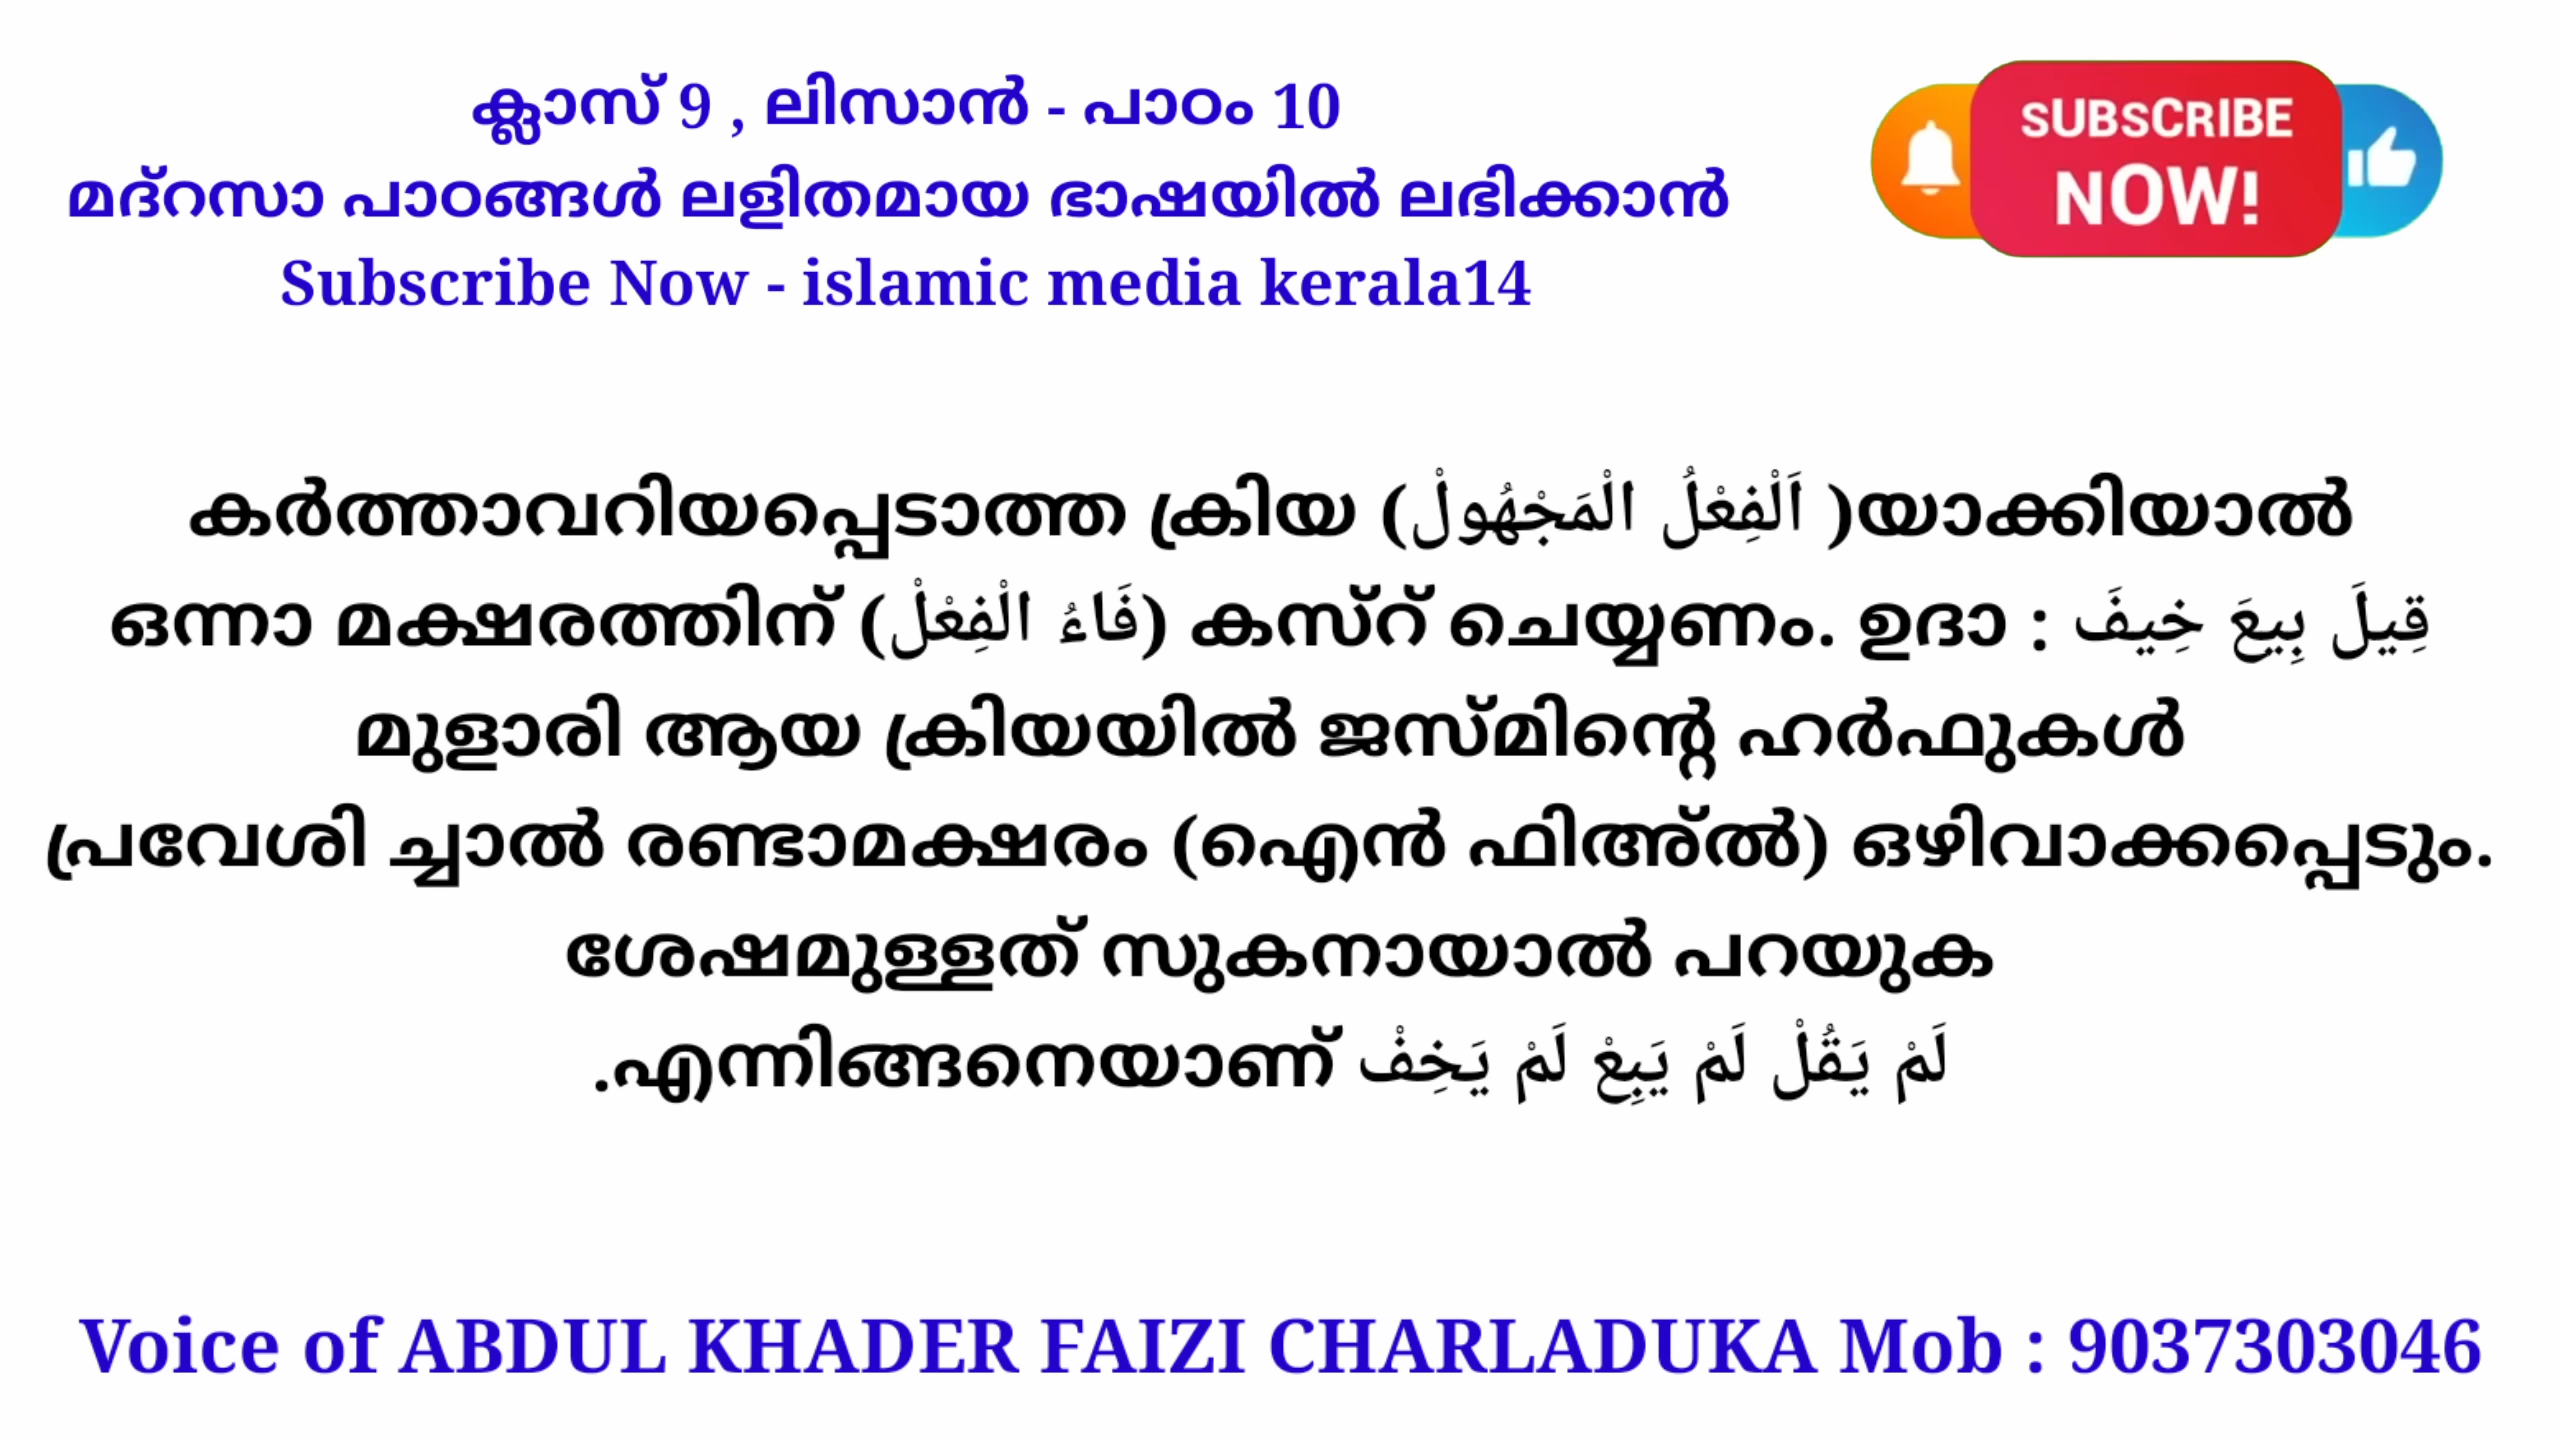 ക്ലാസ് 9 , ലിസാൻ - പാഠം 10
മദ്റസാ പാഠങ്ങൾ ലളിതമായ ഭാഷയിൽ ലഭിക്കാൻ
Subscribe Now - islamic media kerala14
SUBSCRIBE
NOW!
കർത്താവറിയപ്പെടാത്ത ക്രിയ (اَلْفِعْلُ الْمَجْهُولْ )യാക്കിയാൽ
ഒന്നാ മക്ഷരത്തിന് (فَاءُ الْفِعْلْ) കസ്റ് ചെയ്യണം. ഉദാ : قِيلَ بِيعَ خِيفَ
മുളാരി ആയ ക്രിയയിൽ ജസ്മിന്റെ ഹർഫുകൾ
പ്രവേശി ച്ചാൽ രണ്ടാമക്ഷരം (ഐൻ ഫിഅ്ൽ) ഒഴിവാക്കപ്പെടും.
ശേഷമുള്ളത് സുകനായാൽ പറയുക
لَمْ يَقُلْ لَمْ يَبِعْ لَمْ يَخِفْ എന്നിങ്ങനെയാണ്.
Voice of ABDUL KHADER FAIZI CHARLADUKA Mob : 9037303046